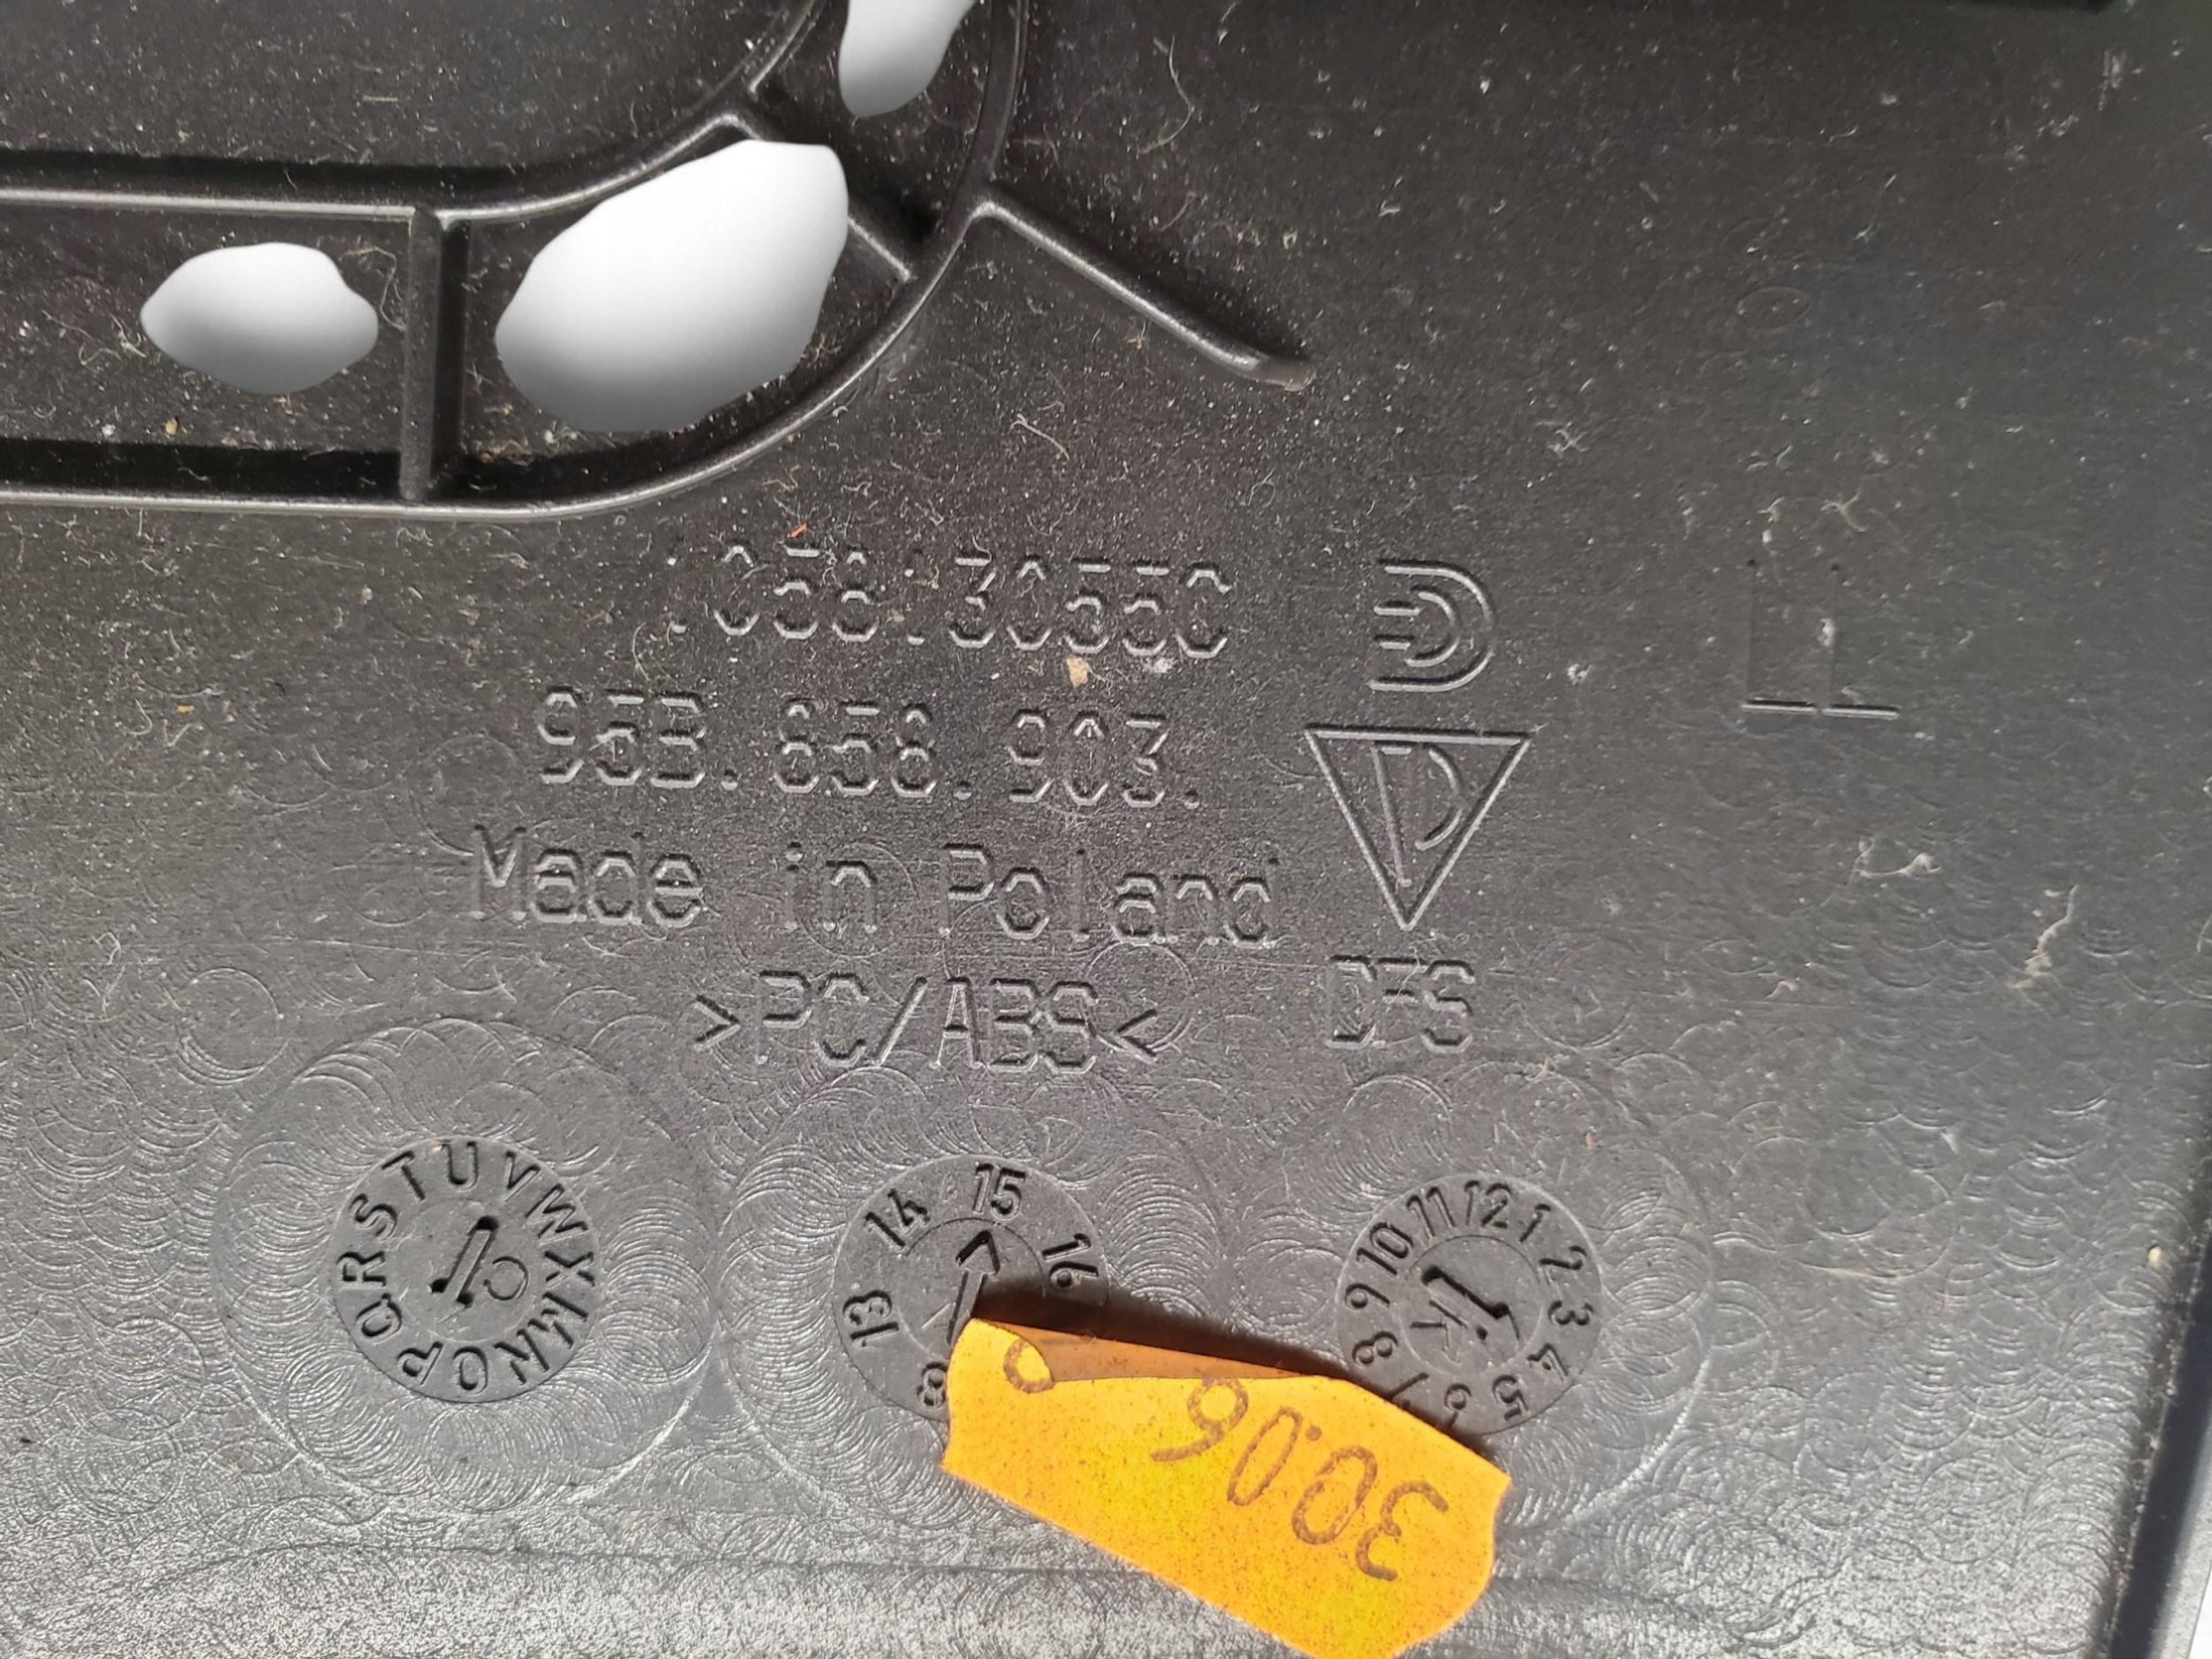 95B.858.903.
Made in Poland
>PC/ABS<
DFS
S T U V W X M N O P Q R
13 14 15 16
1 2 3 4 5 6 7 8 9 10 11 12
30.06